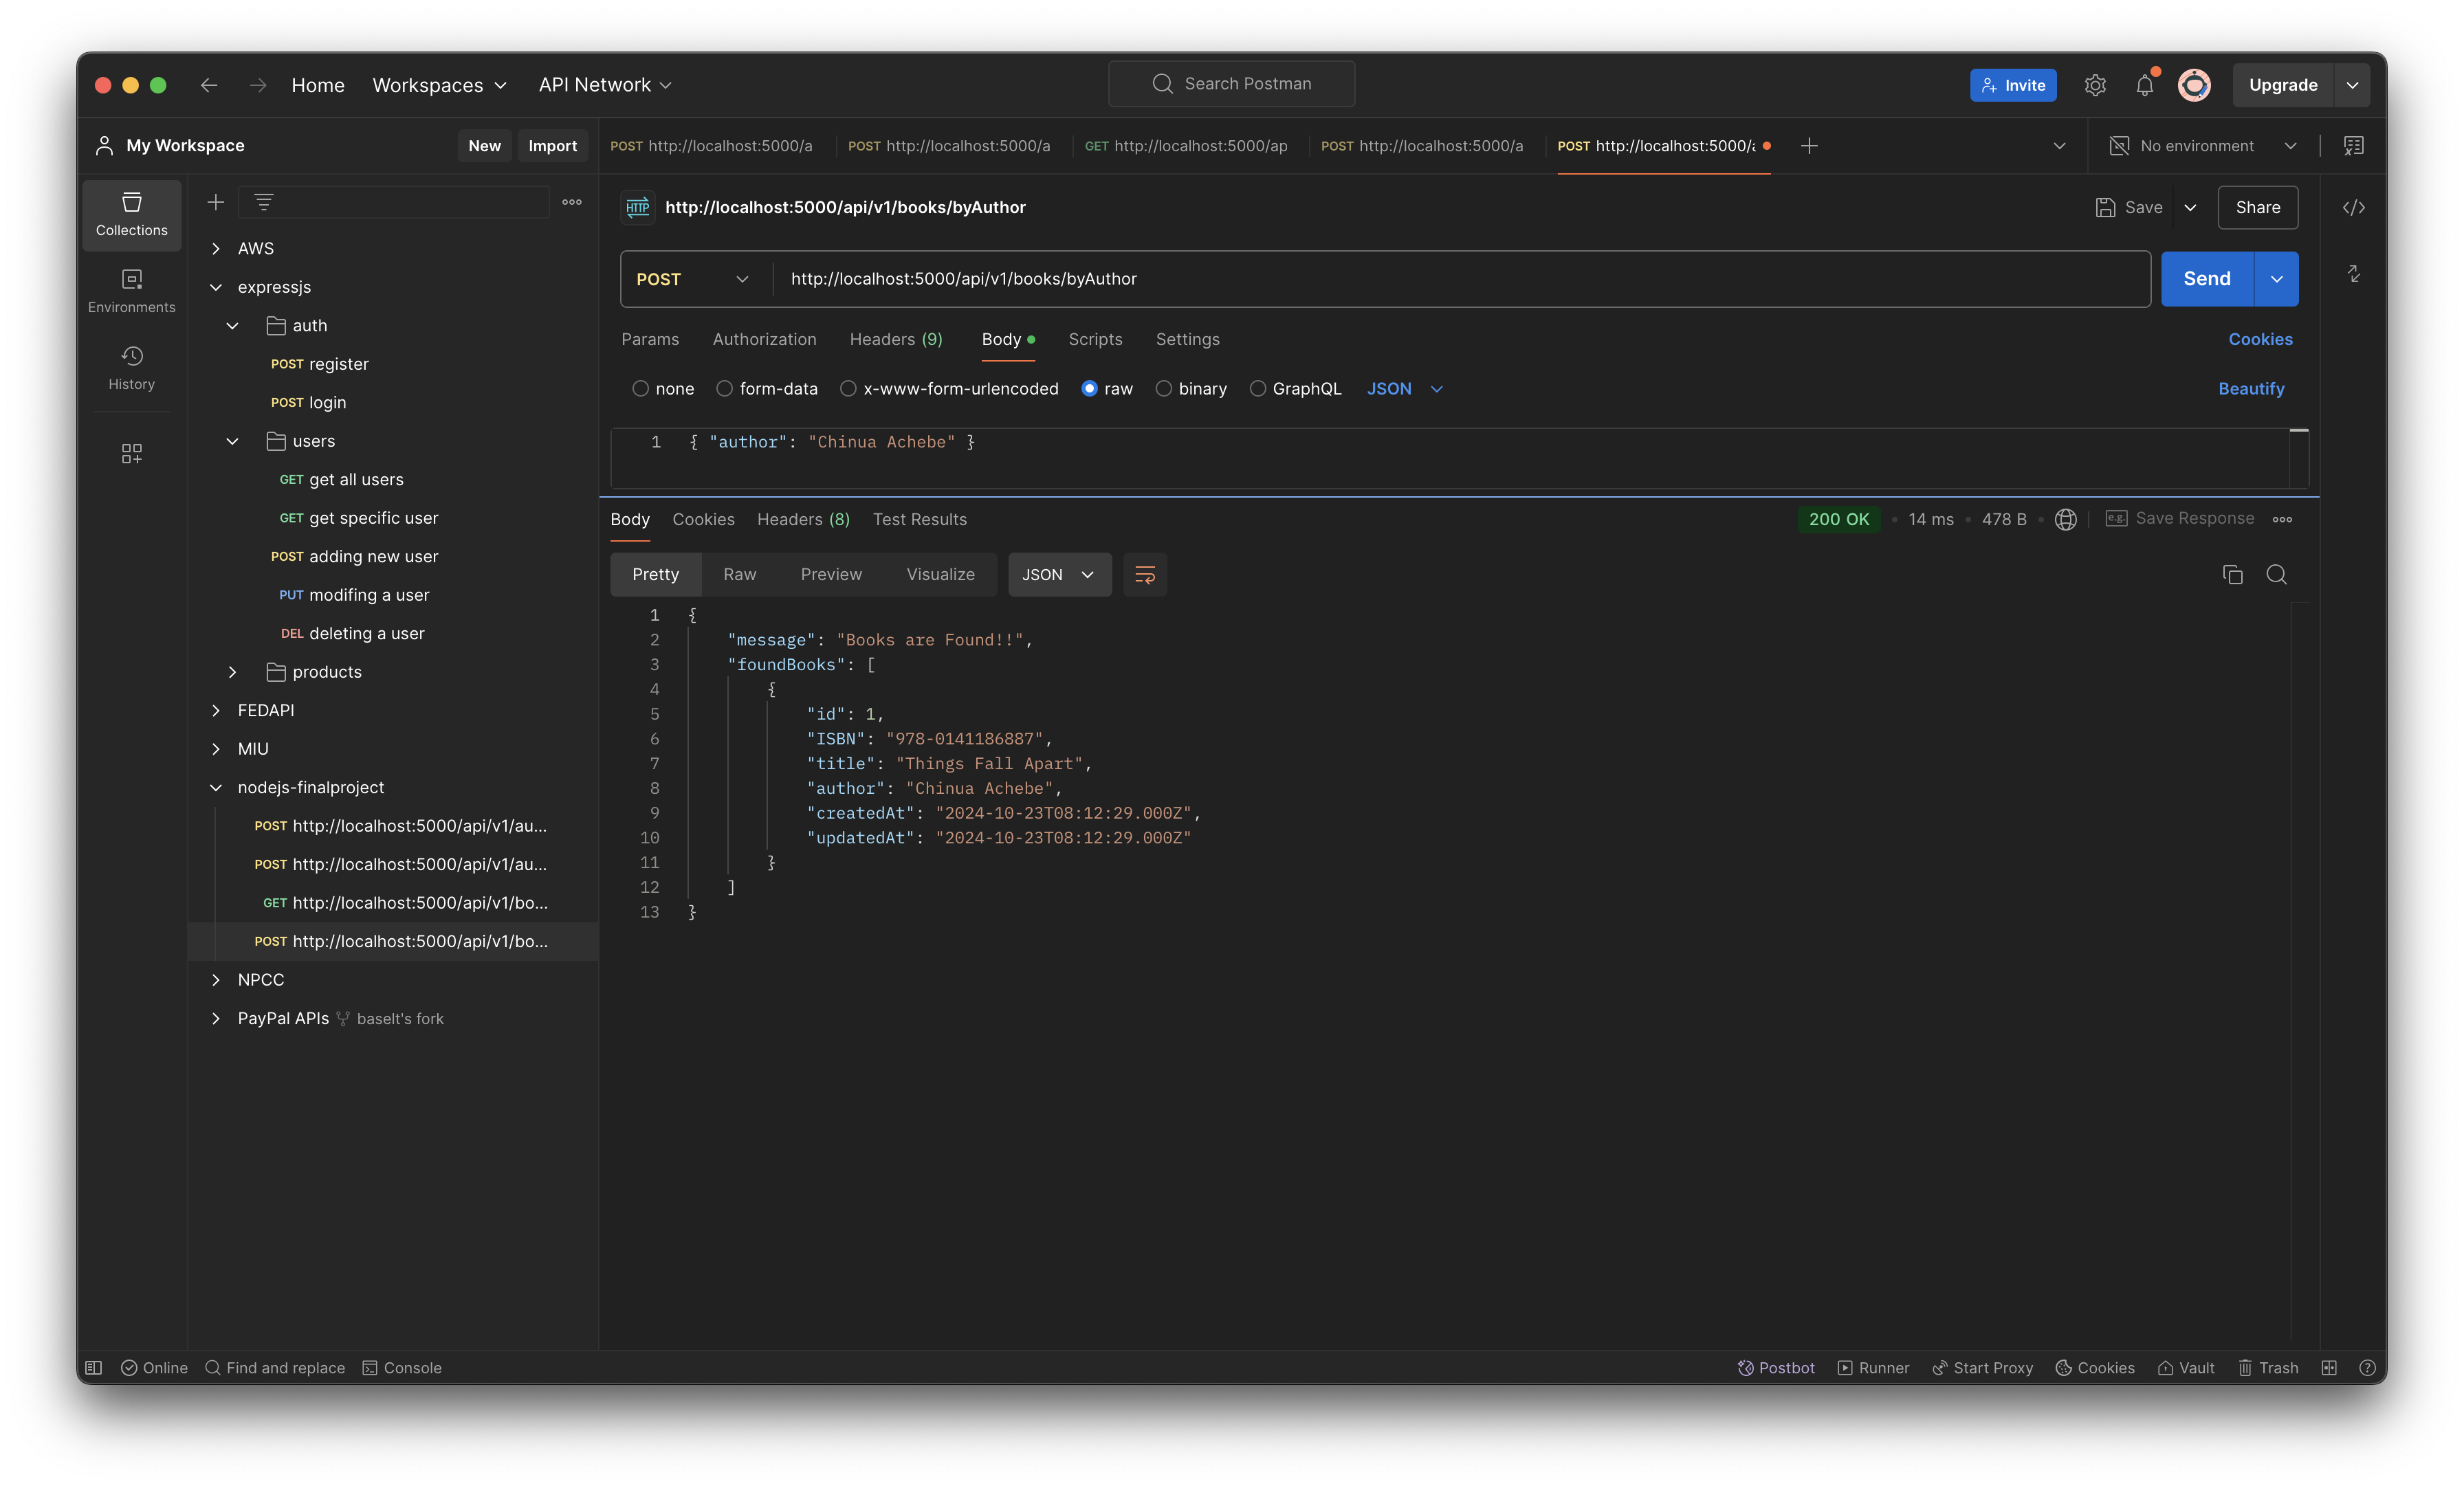 Home Workspaces API Network Search Postman Invite Upgrade
My Workspace New Import
POST http://localhost:5000/a POST http://localhost:5000/a GET http://localhost:5000/ap POST http://localhost:5000/a POST http://localhost:5000/a No environment
Collections
Environments
History
AWS
expressjs
auth
POST register
POST login
users
GET get all users
GET get specific user
POST adding new user
PUT modifing a user
DEL deleting a user
products
FEDAPI
MIU
nodejs-finalproject
POST http://localhost:5000/api/v1/au...
POST http://localhost:5000/api/v1/au...
GET http://localhost:5000/api/v1/bo...
POST http://localhost:5000/api/v1/bo...
NPCC
PayPal APIs baselt's fork
HTTP http://localhost:5000/api/v1/books/byAuthor Save Share
POST http://localhost:5000/api/v1/books/byAuthor Send
Params Authorization Headers (9) Body Scripts Settings Cookies
none form-data x-www-form-urlencoded raw binary GraphQL JSON Beautify
1 { "author": "Chinua Achebe" }
Body Cookies Headers (8) Test Results 200 OK 14 ms 478 B e.g. Save Response
Pretty Raw Preview Visualize JSON
1 {
2 "message": "Books are Found!!",
3 "foundBooks": [
4 {
5 "id": 1,
6 "ISBN": "978-0141186887",
7 "title": "Things Fall Apart",
8 "author": "Chinua Achebe",
9 "createdAt": "2024-10-23T08:12:29.000Z",
10 "updatedAt": "2024-10-23T08:12:29.000Z"
11 }
12 ]
13 }
Online Find and replace Console Postbot Runner Start Proxy Cookies Vault Trash